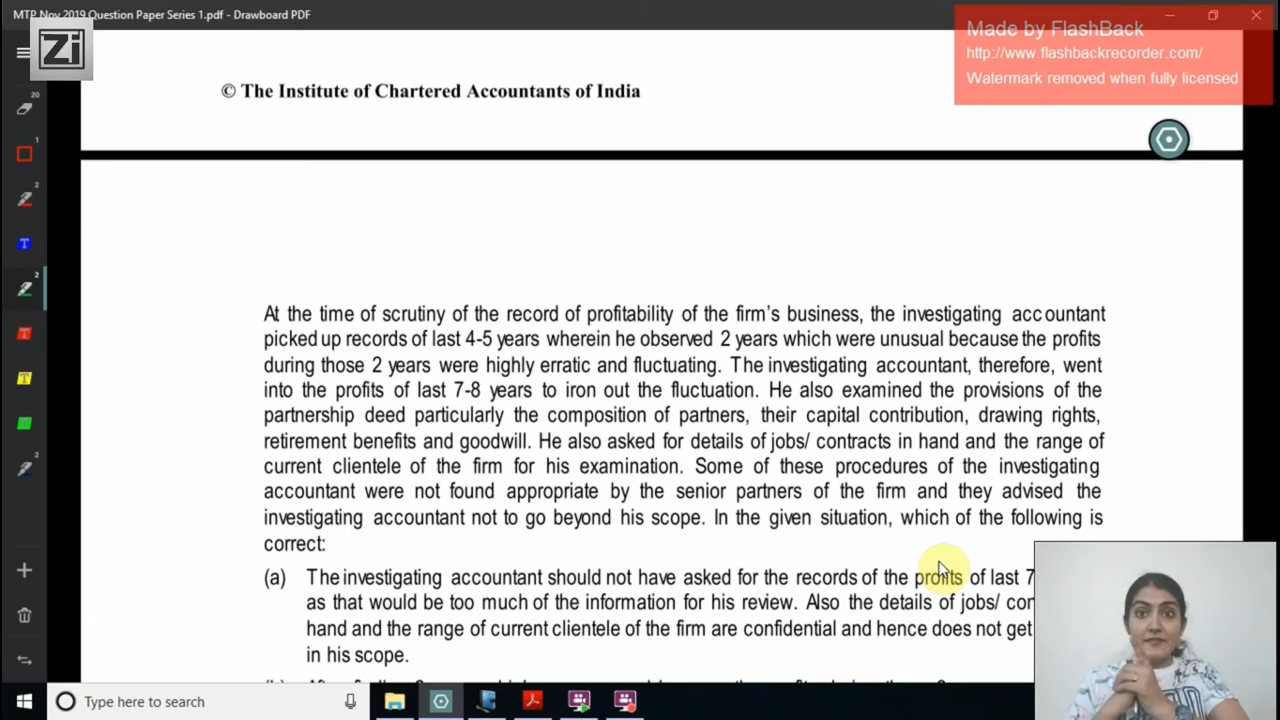 MTP Nov 2019 Question Paper Series 1.pdf - Drawboard PDF
Zi
Made by FlashBack
http://www.flashbackrecorder.com/
Watermark removed when fully licensed
© The Institute of Chartered Accountants of India
20
1
2
T
2
T
T
T
2
At the time of scrutiny of the record of profitability of the firm's business, the investigating accountant
picked up records of last 4-5 years wherein he observed 2 years which were unusual because the profits
during those 2 years were highly erratic and fluctuating. The investigating accountant, therefore, went
into the profits of last 7-8 years to iron out the fluctuation. He also examined the provisions of the
partnership deed particularly the composition of partners, their capital contribution, drawing rights,
retirement benefits and goodwill. He also asked for details of jobs/ contracts in hand and the range of
current clientele of the firm for his examination. Some of these procedures of the investigating
accountant were not found appropriate by the senior partners of the firm and they advised the
investigating accountant not to go beyond his scope. In the given situation, which of the following is
correct:
(a) The investigating accountant should not have asked for the records of the profits of last 7
as that would be too much of the information for his review. Also the details of jobs/ con
hand and the range of current clientele of the firm are confidential and hence does not get
in his scope.
Type here to search